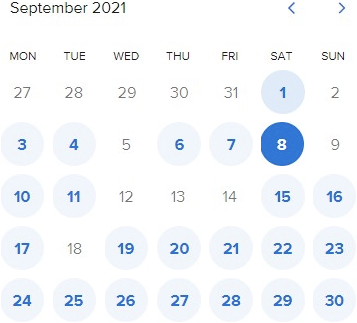 September 2021
MON TUE WED THU FRI SAT SUN
27 28 29 30 31 1 2
3 4 5 6 7 8 9
10 11 12 13 14 15 16
17 18 19 20 21 22 23
24 25 26 27 28 29 30